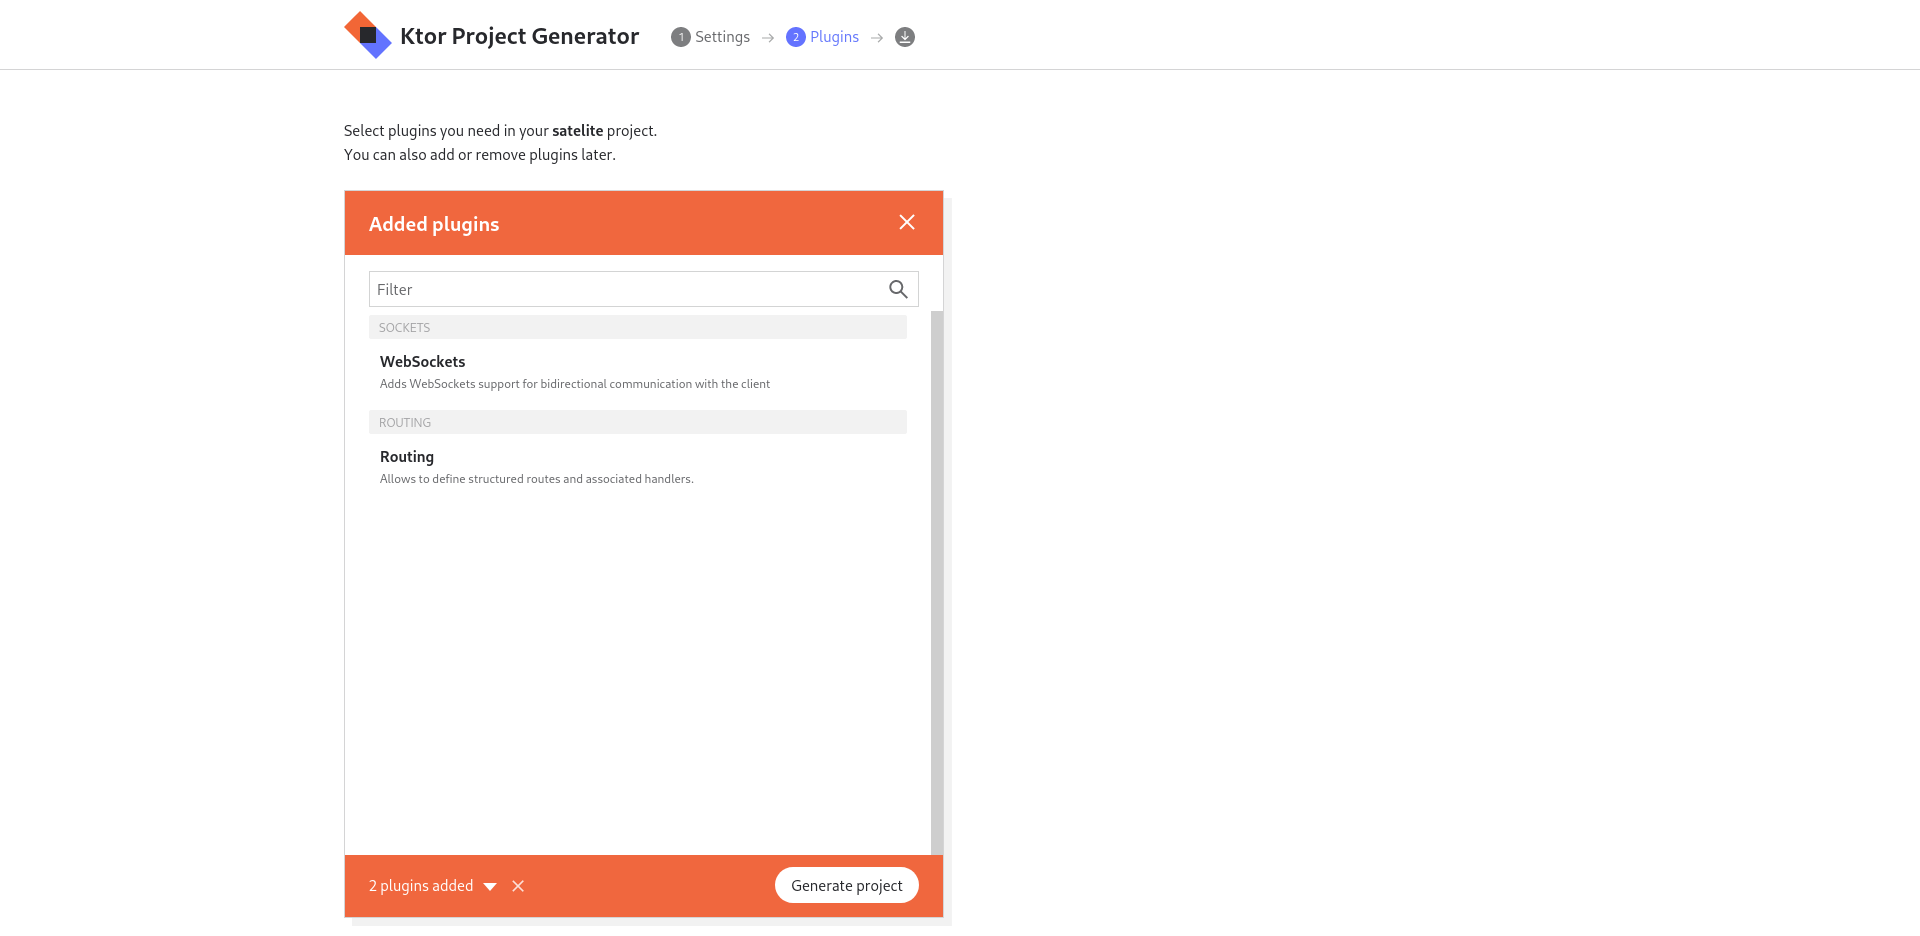 Ktor Project Generator
1 Settings
2 Plugins
Select plugins you need in your satelite project.
You can also add or remove plugins later.
Added plugins
Filter
SOCKETS
WebSockets
Adds WebSockets support for bidirectional communication with the client
ROUTING
Routing
Allows to define structured routes and associated handlers.
2 plugins added
Generate project